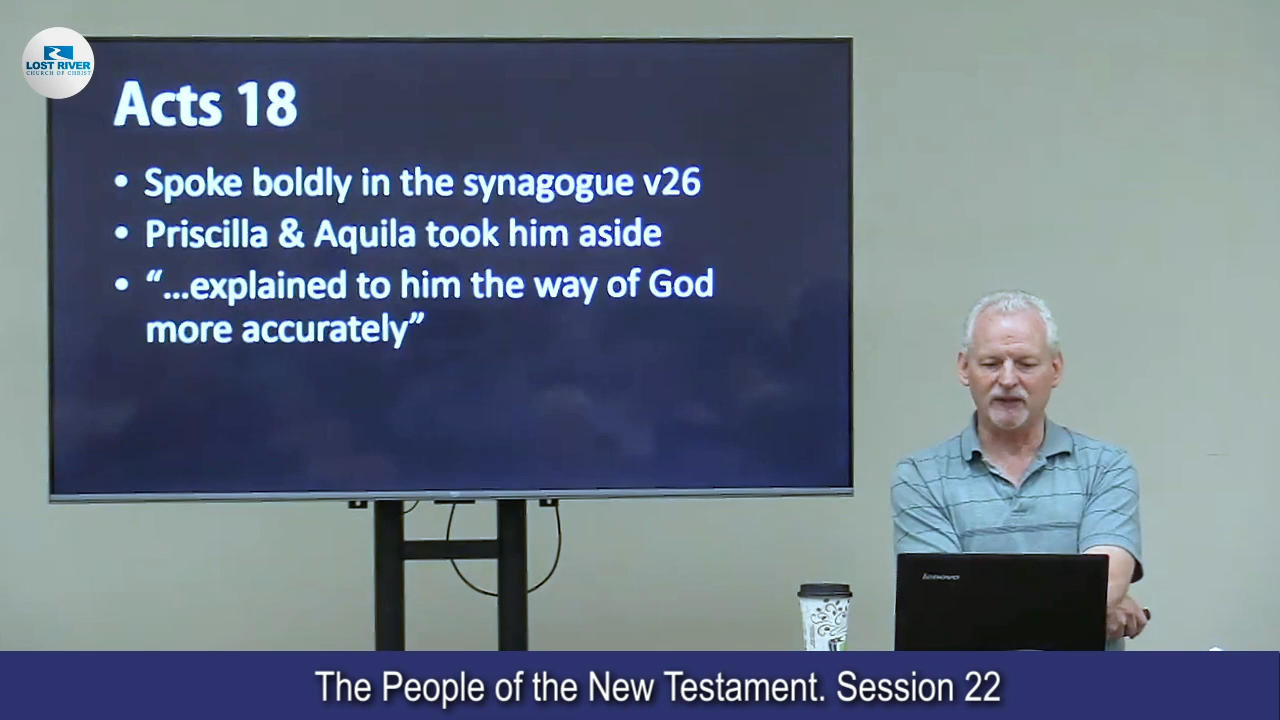 LOST RIVER
CHURCH OF CHRIST
Acts 18
• Spoke boldly in the synagogue v26
• Priscilla & Aquila took him aside
• “...explained to him the way of God
more accurately”
Lenovo
The People of the New Testament. Session 22